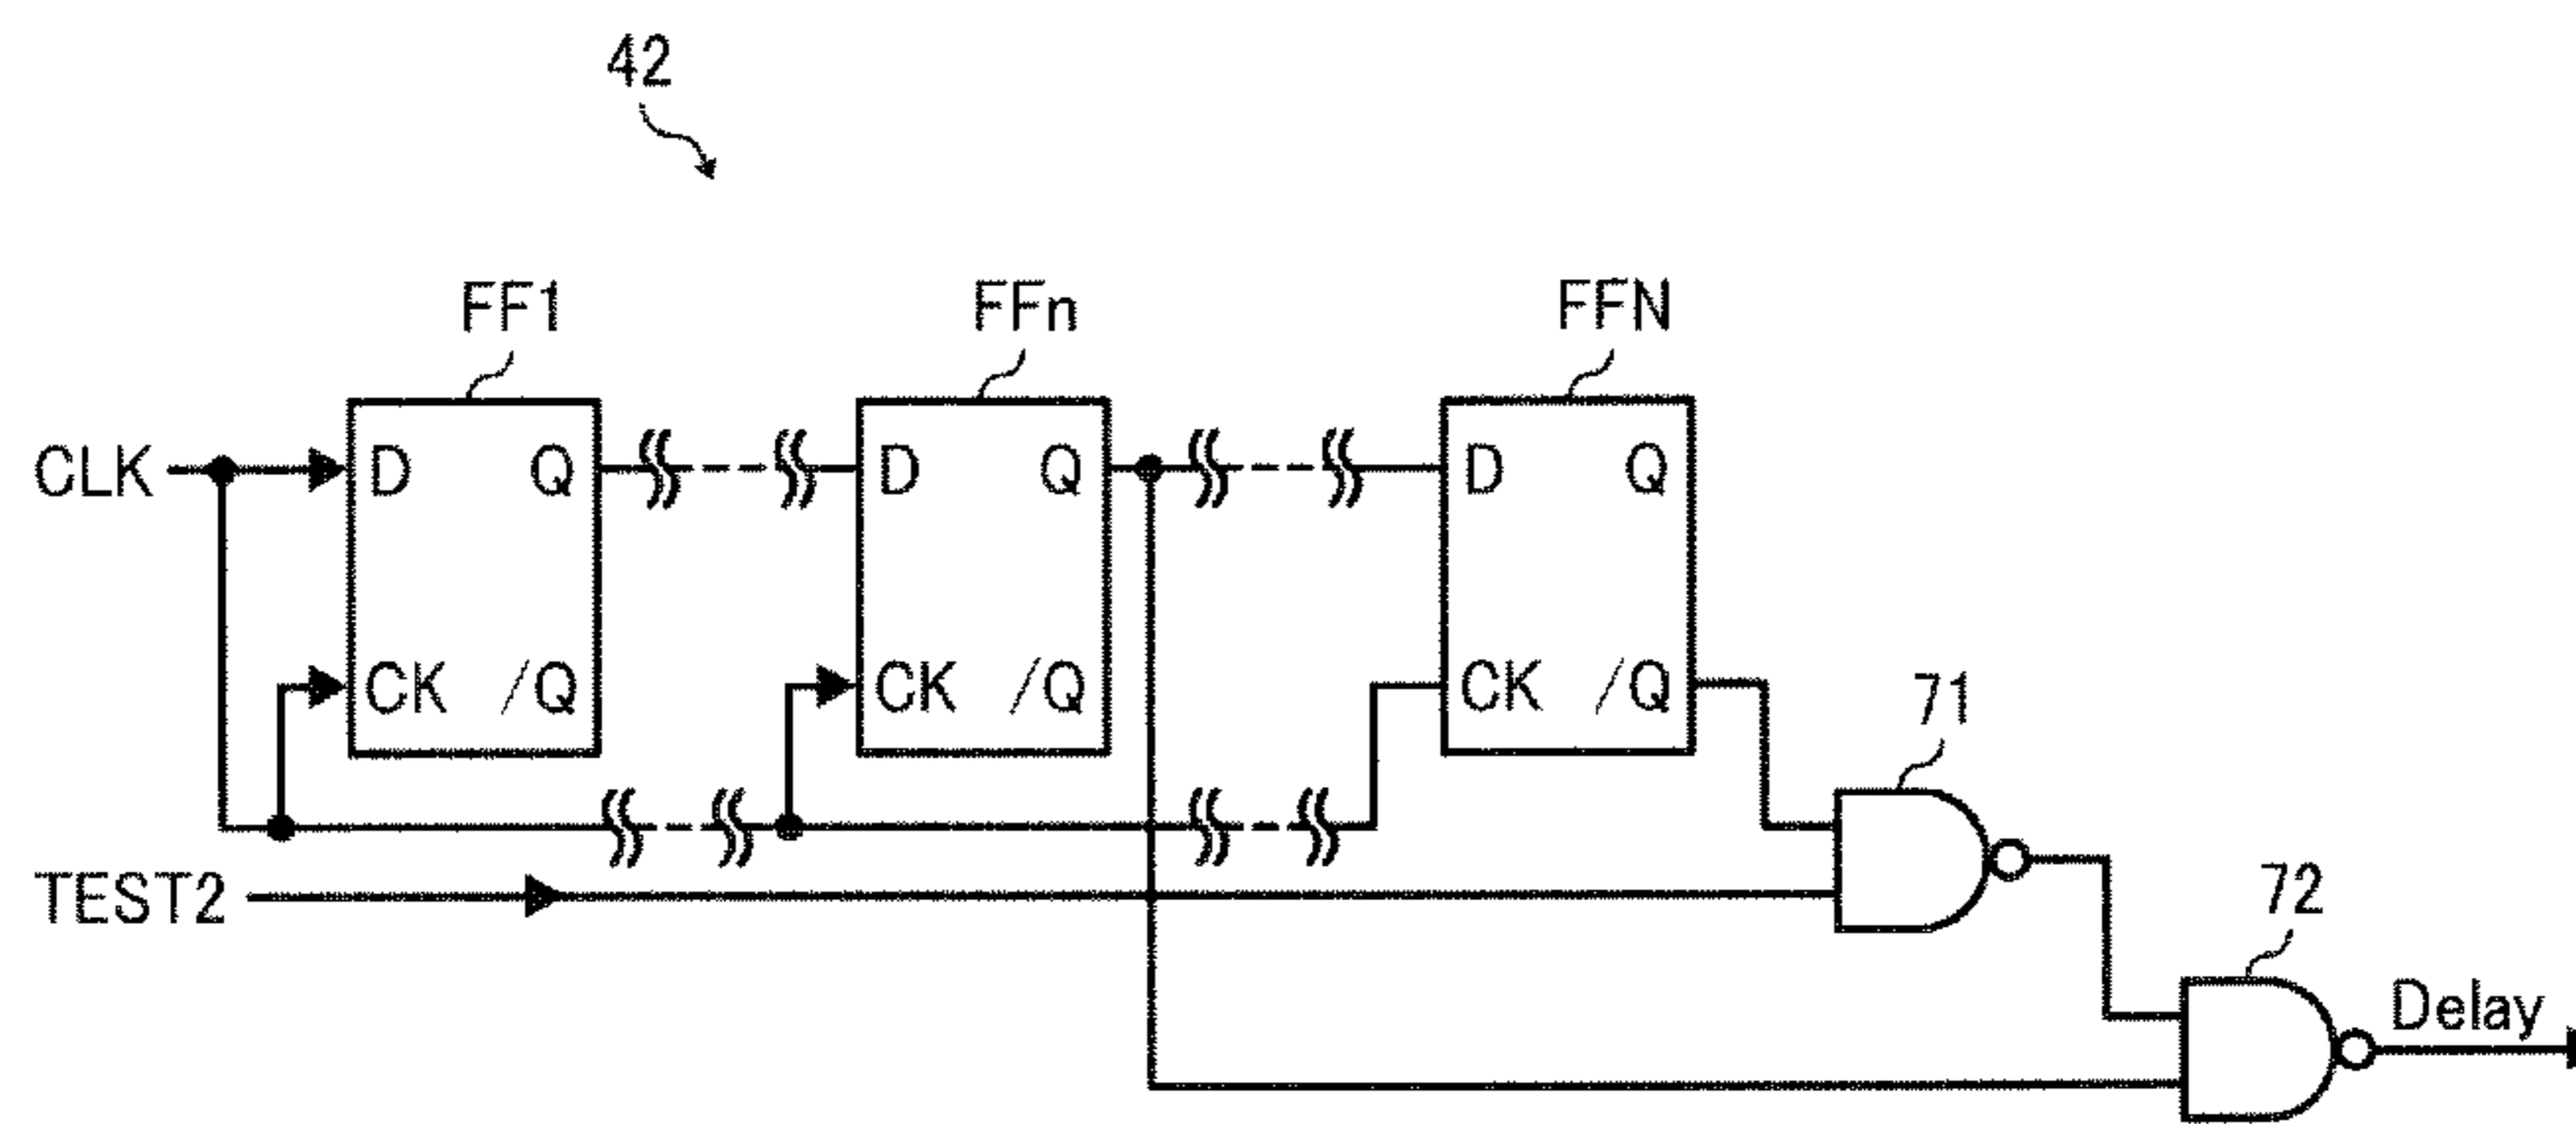 42
FF1
FFn
FFN
CLK
D Q
D Q
D Q
CK /Q
CK /Q
CK /Q
71
TEST2
72
Delay